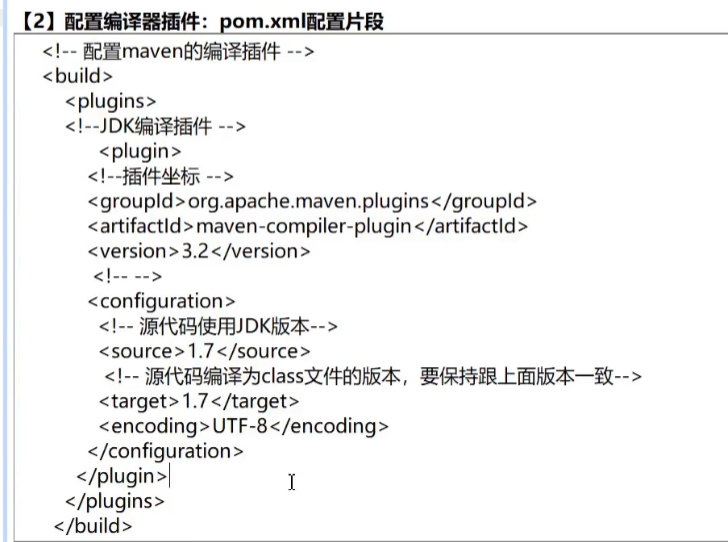 【2】配置编译器插件：pom.xml配置片段
<!-- 配置maven的编译插件 -->
<build>
<plugins>
<!--JDK编译插件 -->
<plugin>
<!--插件坐标 -->
<groupId>org.apache.maven.plugins</groupId>
<artifactId>maven-compiler-plugin</artifactId>
<version>3.2</version>
<!-- -->
<configuration>
<!-- 源代码使用JDK版本-->
<source>1.7</source>
<!-- 源代码编译为class文件的版本，要保持跟上面版本一致-->
<target>1.7</target>
<encoding>UTF-8</encoding>
</configuration>
</plugin>
</plugins>
</build>